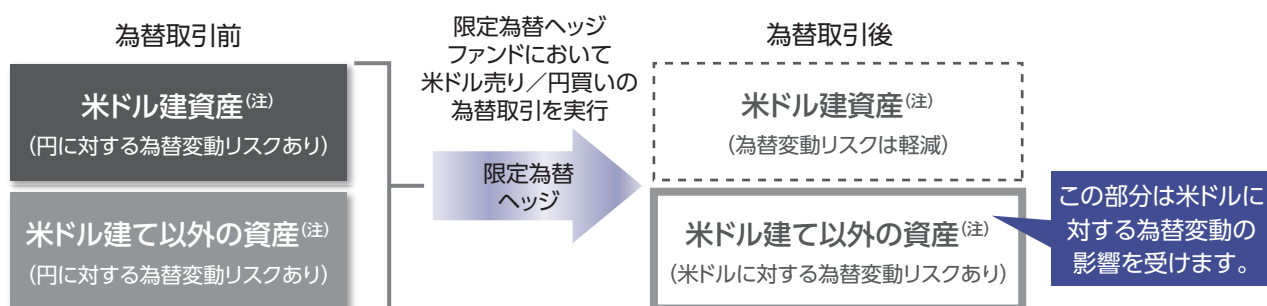 為替取引前
米ドル建資産(注)
(円に対する為替変動リスクあり)
米ドル建て以外の資産(注)
(円に対する為替変動リスクあり)
限定為替ヘッジ
ファンドにおいて
米ドル売り／円買いの
為替取引を実行
限定為替
ヘッジ
為替取引後
米ドル建資産(注)
(為替変動リスクは軽減)
米ドル建て以外の資産(注)
(米ドルに対する為替変動リスクあり)
この部分は米ドルに
対する為替変動の
影響を受けます。